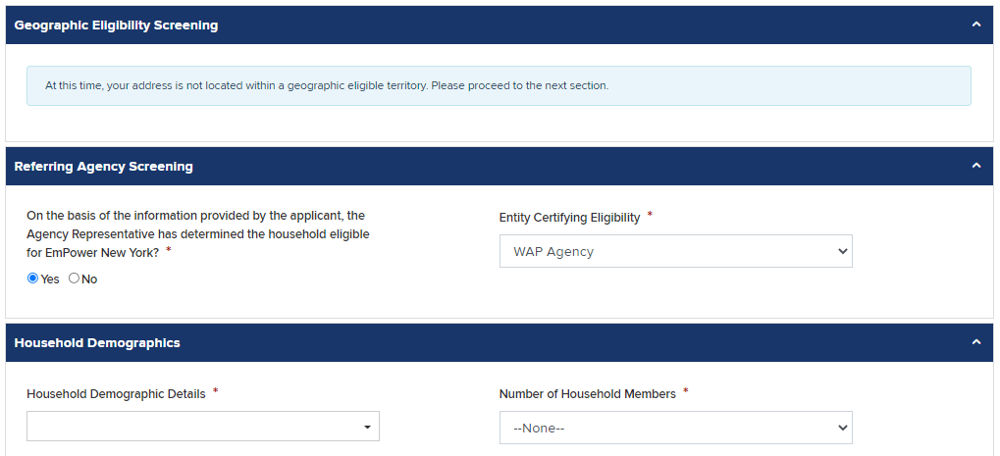 Geographic Eligibility Screening
At this time, your address is not located within a geographic eligible territory. Please proceed to the next section.
Referring Agency Screening
On the basis of the information provided by the applicant, the
Agency Representative has determined the household eligible
for EmPower New York? *
Yes No
Entity Certifying Eligibility *
WAP Agency
Household Demographics
Household Demographic Details *
Number of Household Members *
--None--